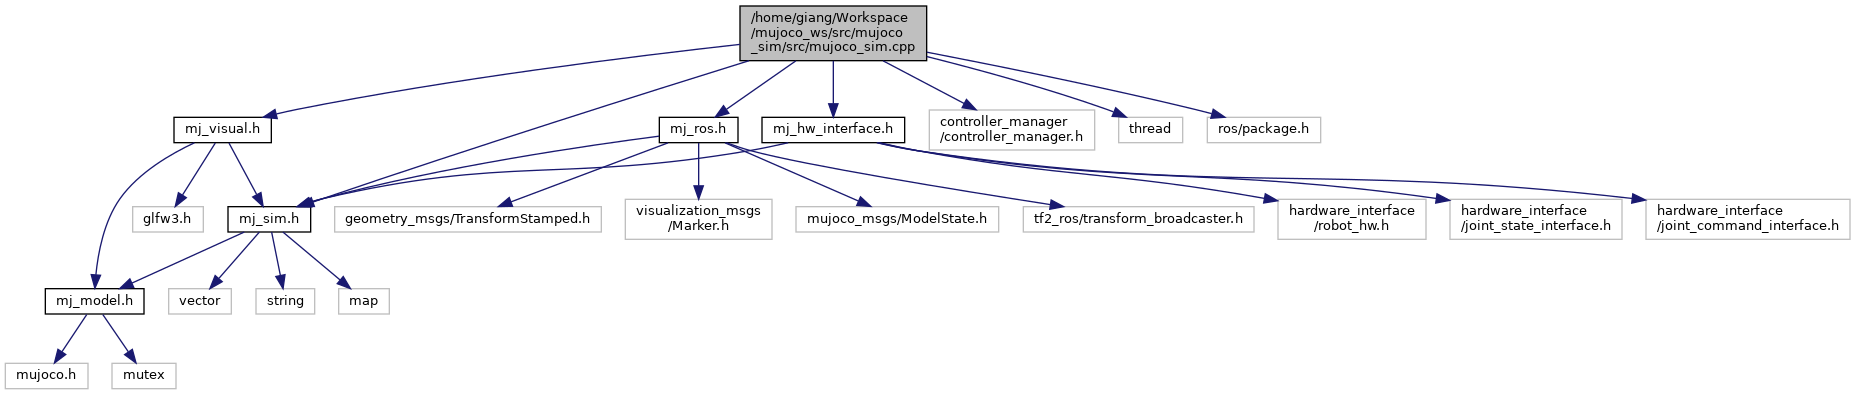 /home/giang/Workspace
/mujoco_ws/src/mujoco
_sim/src/mujoco_sim.cpp
mj_visual.h
mj_ros.h
mj_hw_interface.h
controller_manager
/controller_manager.h
thread
ros/package.h
glfw3.h
mj_sim.h
geometry_msgs/TransformStamped.h
visualization_msgs
/Marker.h
mujoco_msgs/ModelState.h
tf2_ros/transform_broadcaster.h
hardware_interface
/robot_hw.h
hardware_interface
/joint_state_interface.h
hardware_interface
/joint_command_interface.h
mj_model.h
vector
string
map
mujoco.h
mutex